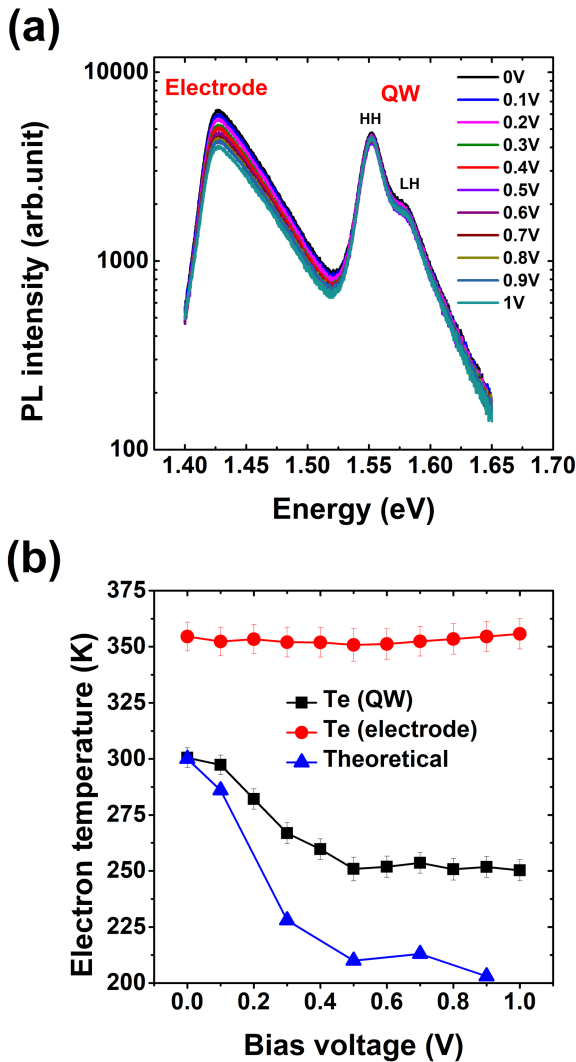 (a)
Electrode
QW
HH
LH
0V
0.1V
0.2V
0.3V
0.4V
0.5V
0.6V
0.7V
0.8V
0.9V
1V
PL intensity (arb.unit)
10000
1000
100
1.40 1.45 1.50 1.55 1.60 1.65 1.70
Energy (eV)
(b)
Electron temperature (K)
375
350
325
300
275
250
225
200
Te (QW)
Te (electrode)
Theoretical
0.0 0.2 0.4 0.6 0.8 1.0
Bias voltage (V)